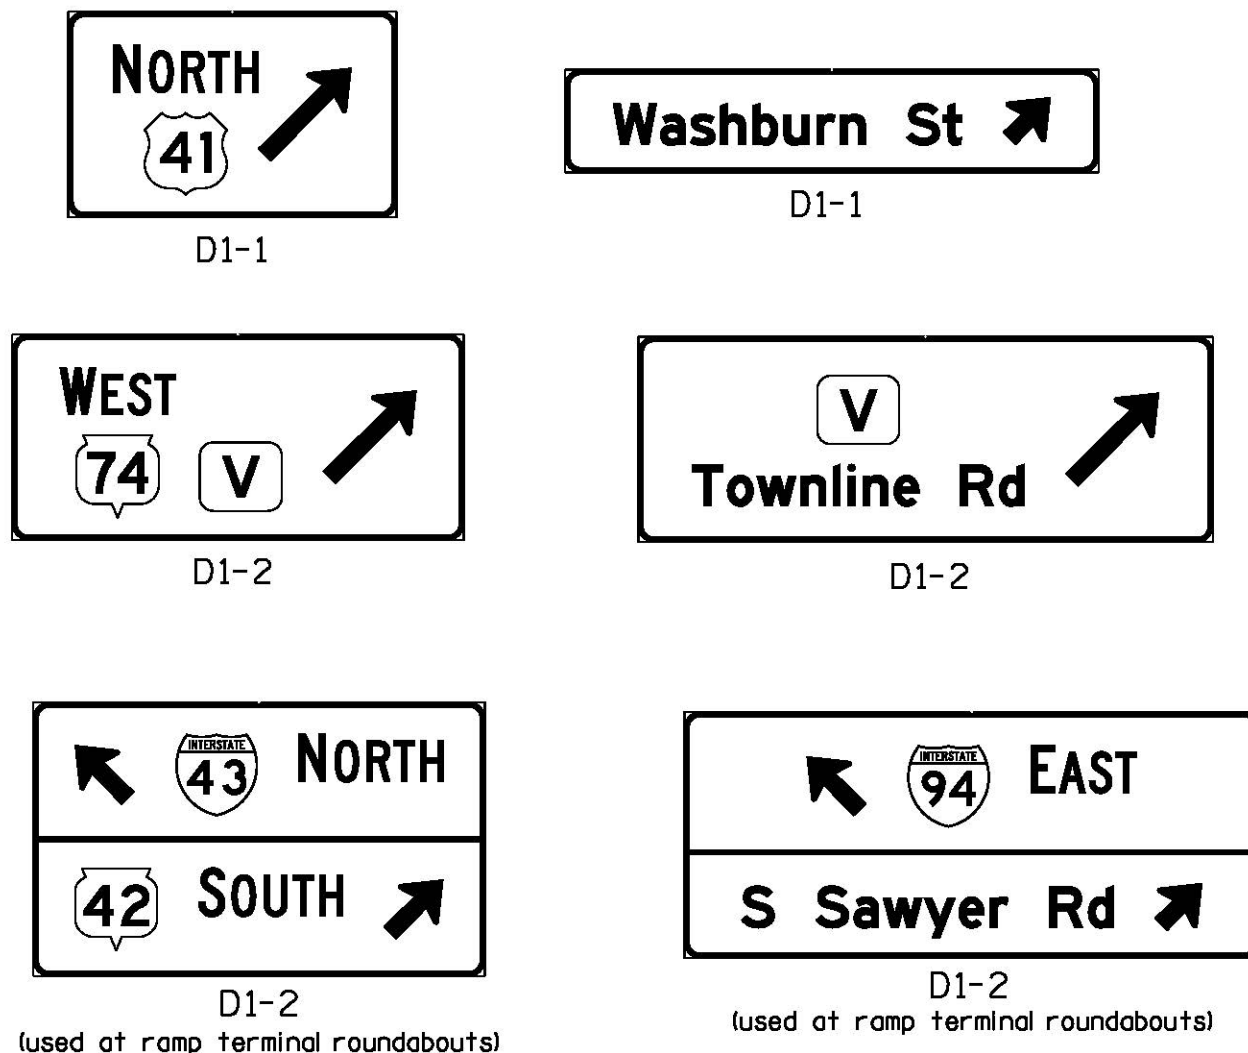 NORTH
41
D1-1
Washburn St
D1-1
WEST
74 V
D1-2
V
Townline Rd
D1-2
INTERSTATE
43 NORTH
42 SOUTH
D1-2
(used at ramp terminal roundabouts)
INTERSTATE
94 EAST
S Sawyer Rd
D1-2
(used at ramp terminal roundabouts)